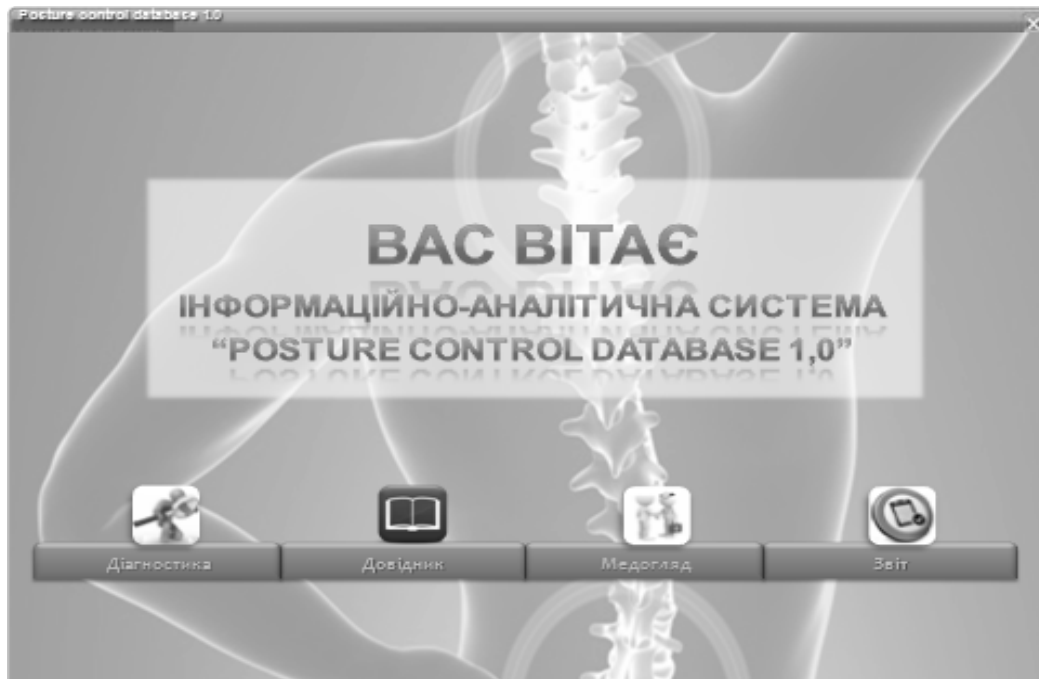 Posture control database 1.0
ВАС ВІТАЄ
ІНФОРМАЦІЙНО-АНАЛІТИЧНА СИСТЕМА
“POSTURE CONTROL DATABASE 1,0”
Діагностика Довідник Медогляд Звіт